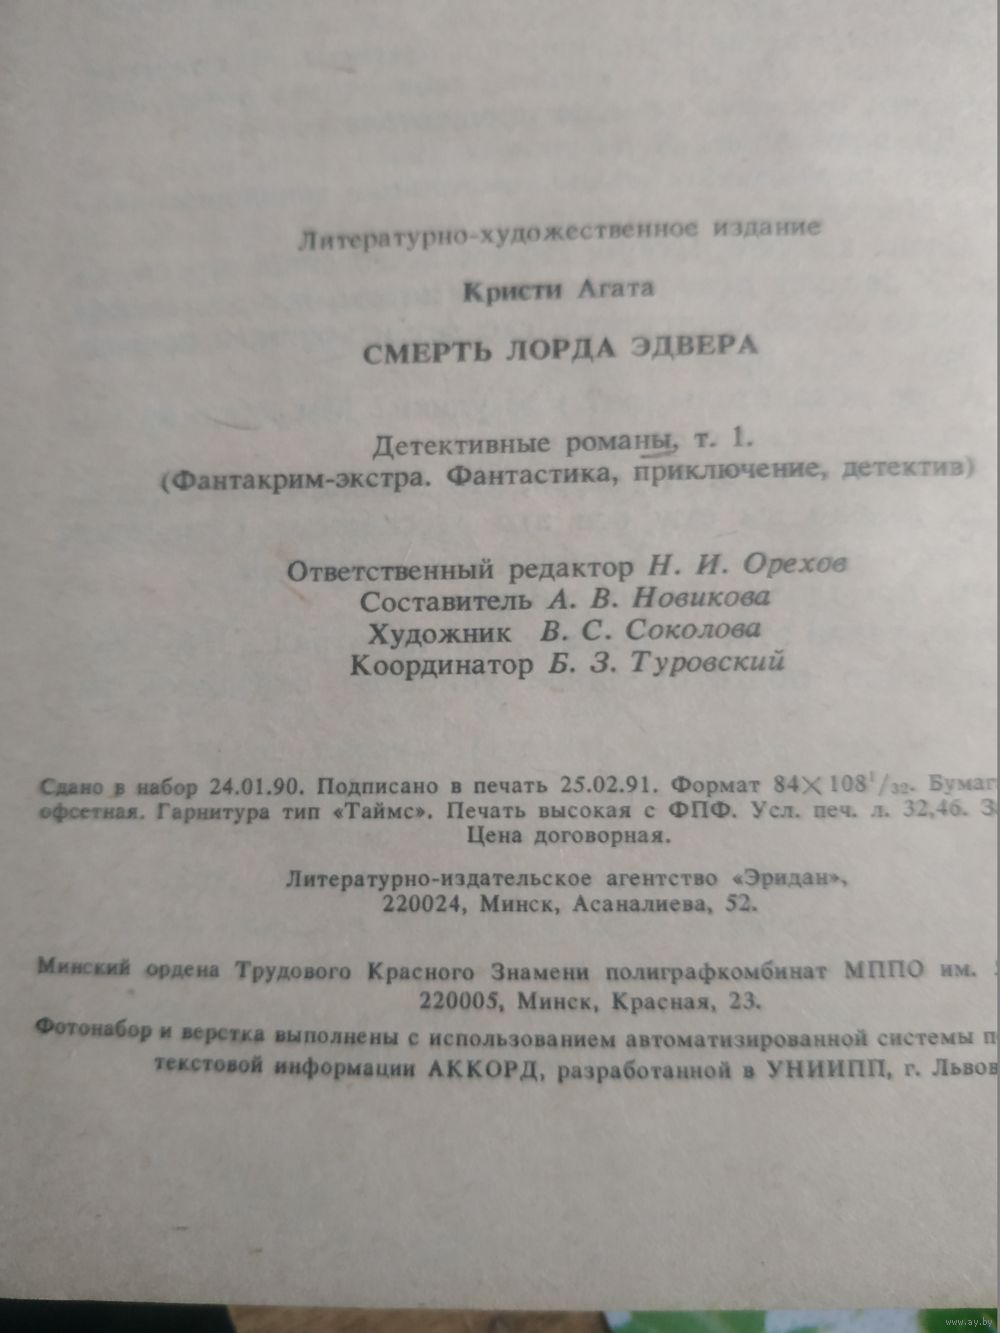 Литературно-художественное издание
Кристи Агата
СМЕРТЬ ЛОРДА ЭДВЕРА
Детективные романы, т. 1.
(Фантакрим-экстра. Фантастика, приключение, детектив)
Ответственный редактор Н. И. Орехов
Составитель А. В. Новикова
Художник В. С. Соколова
Координатор Б. З. Туровский
Сдано в набор 24.01.90. Подписано в печать 25.02.91. Формат 84×108¹/₃₂.
офсетная. Гарнитура тип «Таймс». Печать высокая с ФПФ. Усл. печ. л. 32,46.
Цена договорная.
Литературно-издательское агентство «Эридан»,
220024, Минск, Асаналиева, 52.
Минский ордена Трудового Красного Знамени полиграфкомбинат МППО им.
220005, Минск, Красная, 23.
Фотонабор и верстка выполнены с использованием автоматизированной системы
текстовой информации АККОРД, разработанной в УНИИПП, г. Львов
www.ay.by